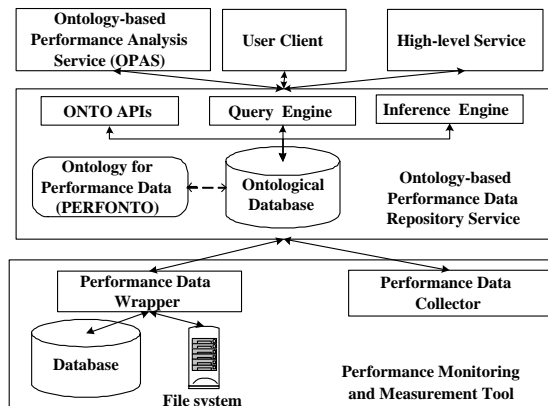 Ontology-based
Performance Analysis
Service (OPAS)
User Client
High-level Service
ONTO APIs
Query Engine
Inference Engine
Ontology for
Performance Data
(PERFONTO)
Ontological
Database
Ontology-based
Performance Data
Repository Service
Performance Data
Wrapper
Performance Data
Collector
Database
File system
Performance Monitoring
and Measurement Tool